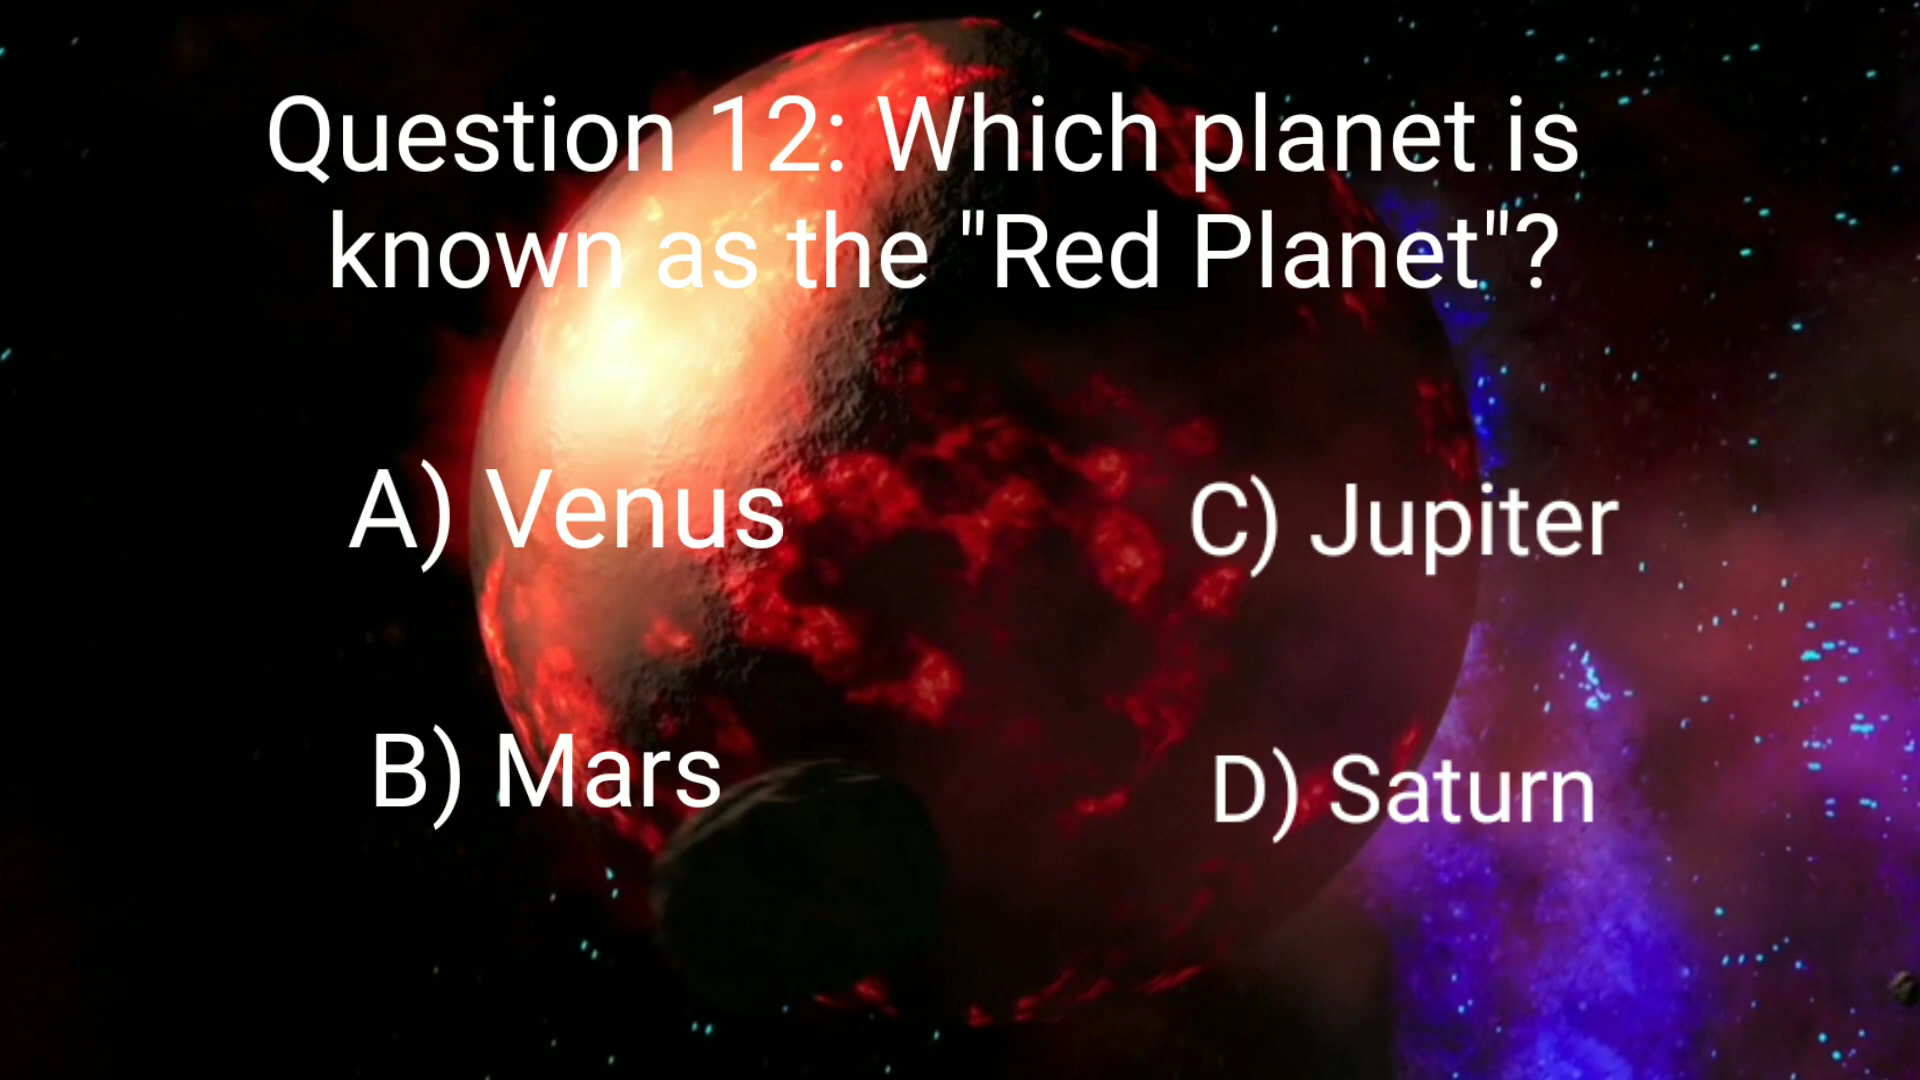 Question 12: Which planet is
known as the "Red Planet"?
A) Venus
B) Mars
C) Jupiter
D) Saturn